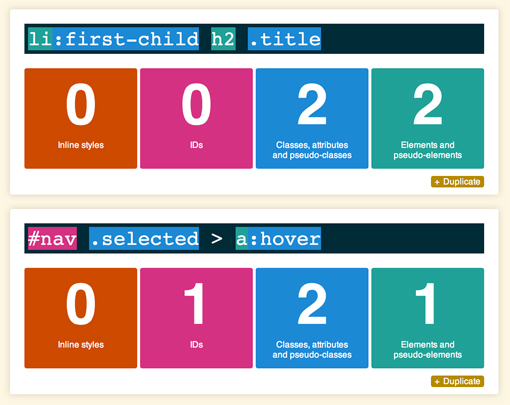 li:first-child h2 .title
0 0 2 2
Inline styles IDs Classes, attributes and pseudo-classes Elements and pseudo-elements
+ Duplicate
#nav .selected > a:hover
0 1 2 1
Inline styles IDs Classes, attributes and pseudo-classes Elements and pseudo-elements
+ Duplicate